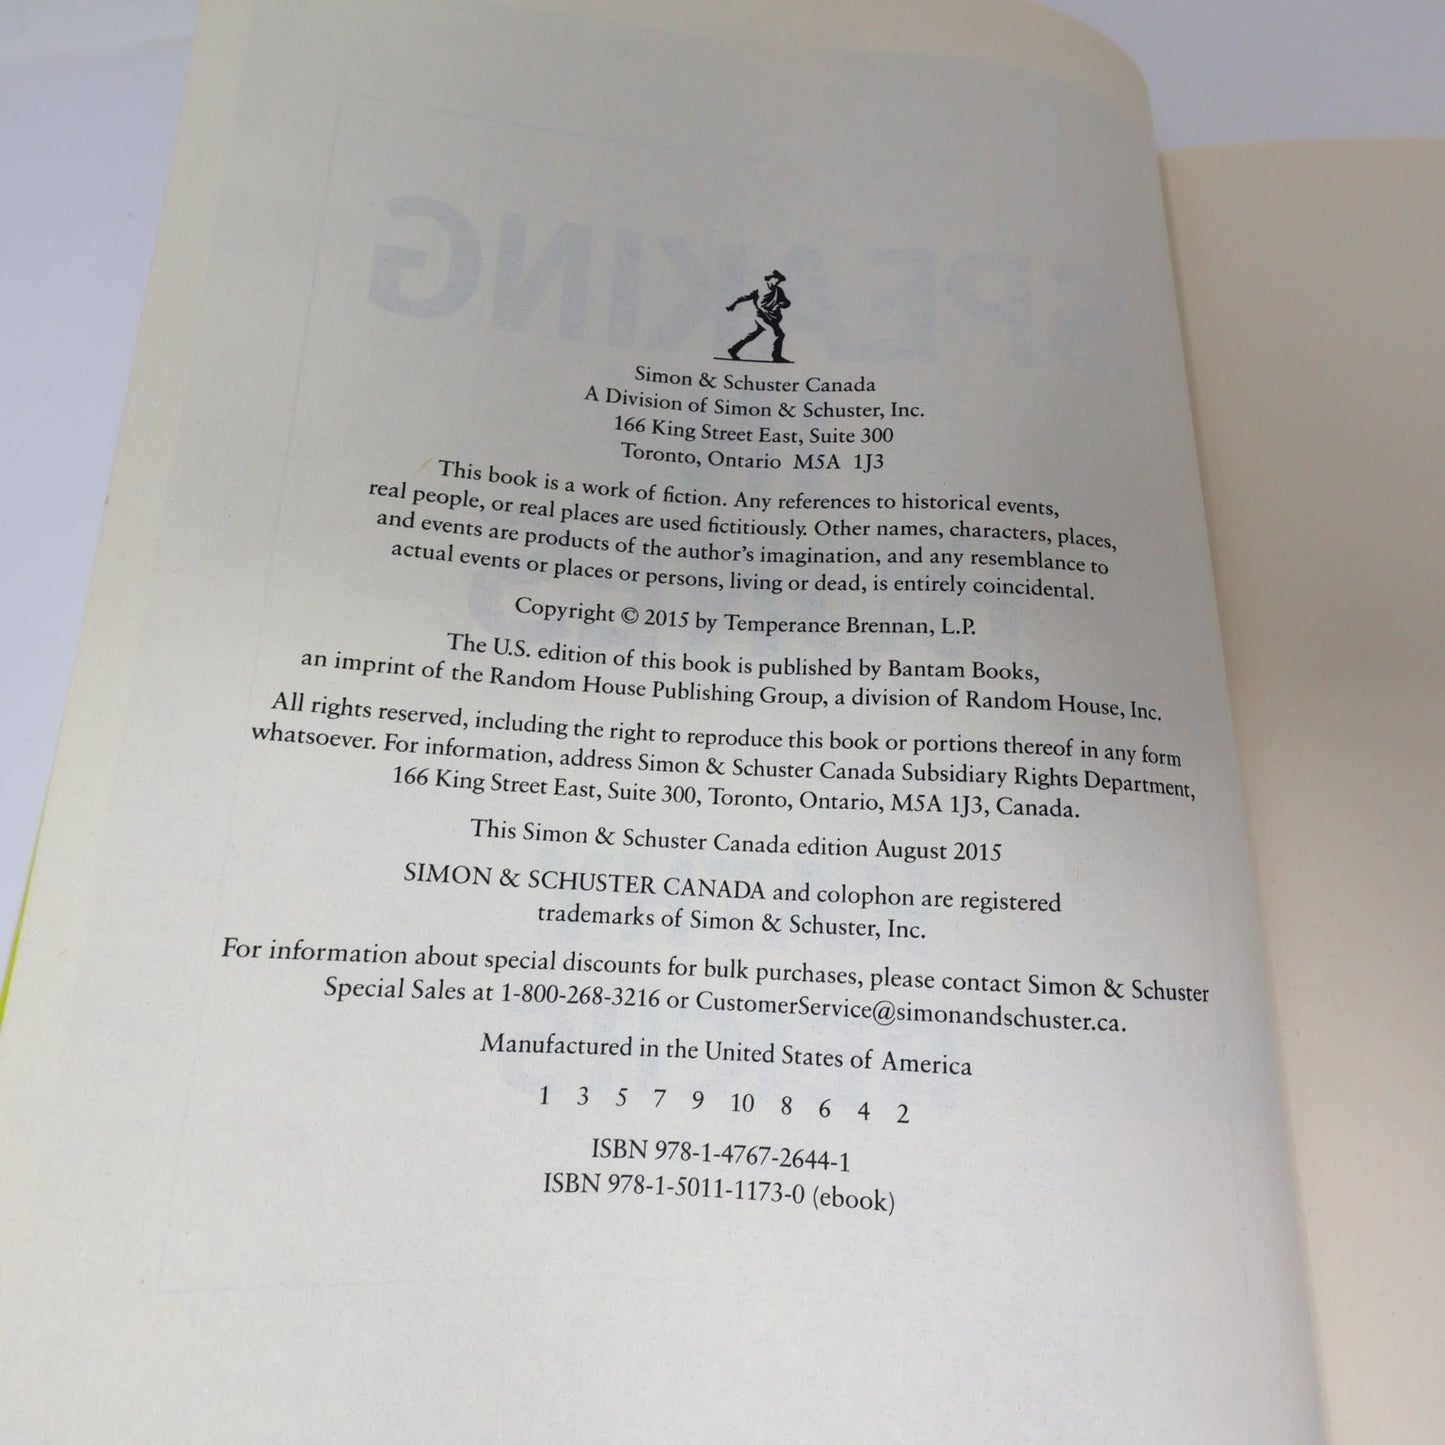 SPEAKING
Simon & Schuster Canada
A Division of Simon & Schuster, Inc.
166 King Street East, Suite 300
Toronto, Ontario M5A 1J3
This book is a work of fiction. Any references to historical events,
real people, or real places are used fictitiously. Other names, characters, places,
and events are products of the author's imagination, and any resemblance to
actual events or places or persons, living or dead, is entirely coincidental.
Copyright © 2015 by Temperance Brennan, L.P.
The U.S. edition of this book is published by Bantam Books,
an imprint of the Random House Publishing Group, a division of Random House, Inc.
All rights reserved, including the right to reproduce this book or portions thereof in any form
whatsoever. For information, address Simon & Schuster Canada Subsidiary Rights Department,
166 King Street East, Suite 300, Toronto, Ontario, M5A 1J3, Canada.
This Simon & Schuster Canada edition August 2015
SIMON & SCHUSTER CANADA and colophon are registered
trademarks of Simon & Schuster, Inc.
For information about special discounts for bulk purchases, please contact Simon & Schuster
Special Sales at 1-800-268-3216 or CustomerService@simonandschuster.ca.
Manufactured in the United States of America
1 3 5 7 9 10 8 6 4 2
ISBN 978-1-4767-2644-1
ISBN 978-1-5011-1173-0 (ebook)